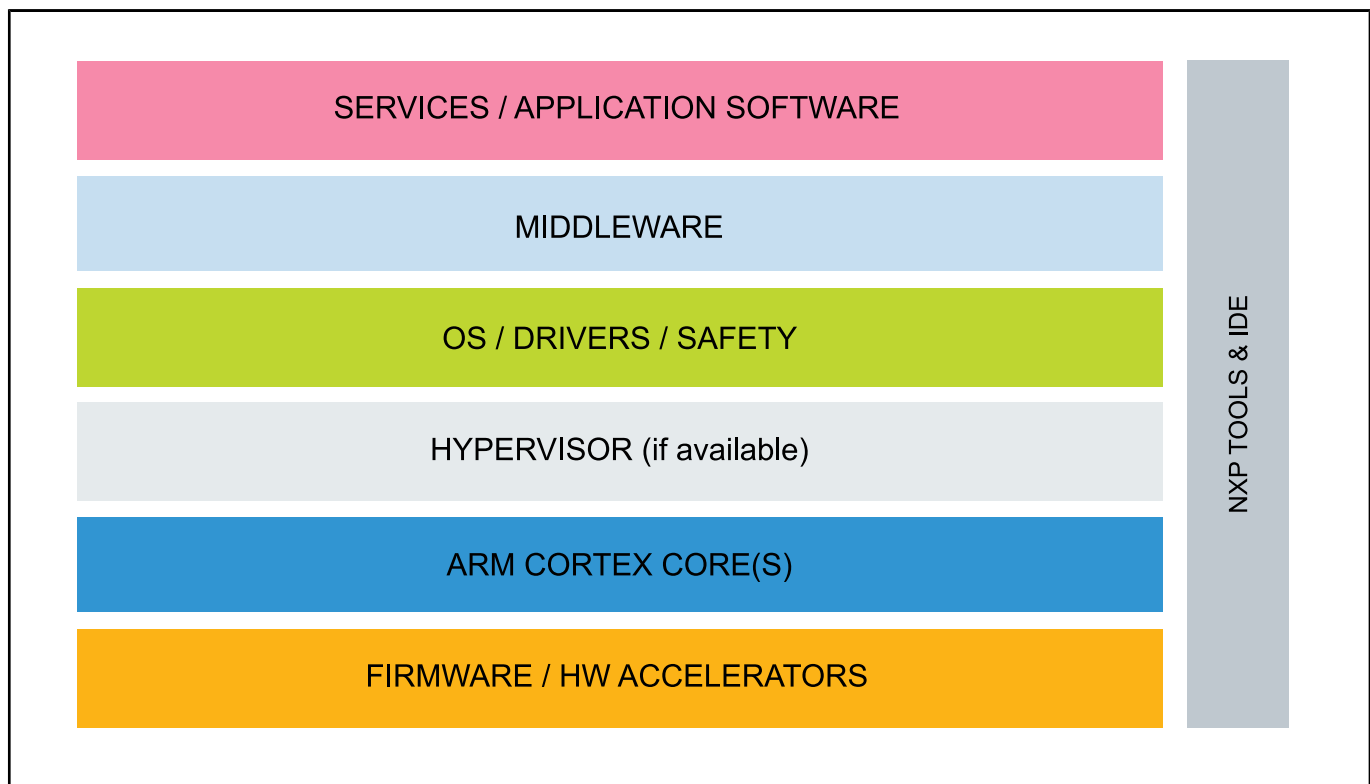 SERVICES / APPLICATION SOFTWARE
MIDDLEWARE
OS / DRIVERS / SAFETY
HYPERVISOR (if available)
ARM CORTEX CORE(S)
FIRMWARE / HW ACCELERATORS
NXP TOOLS & IDE